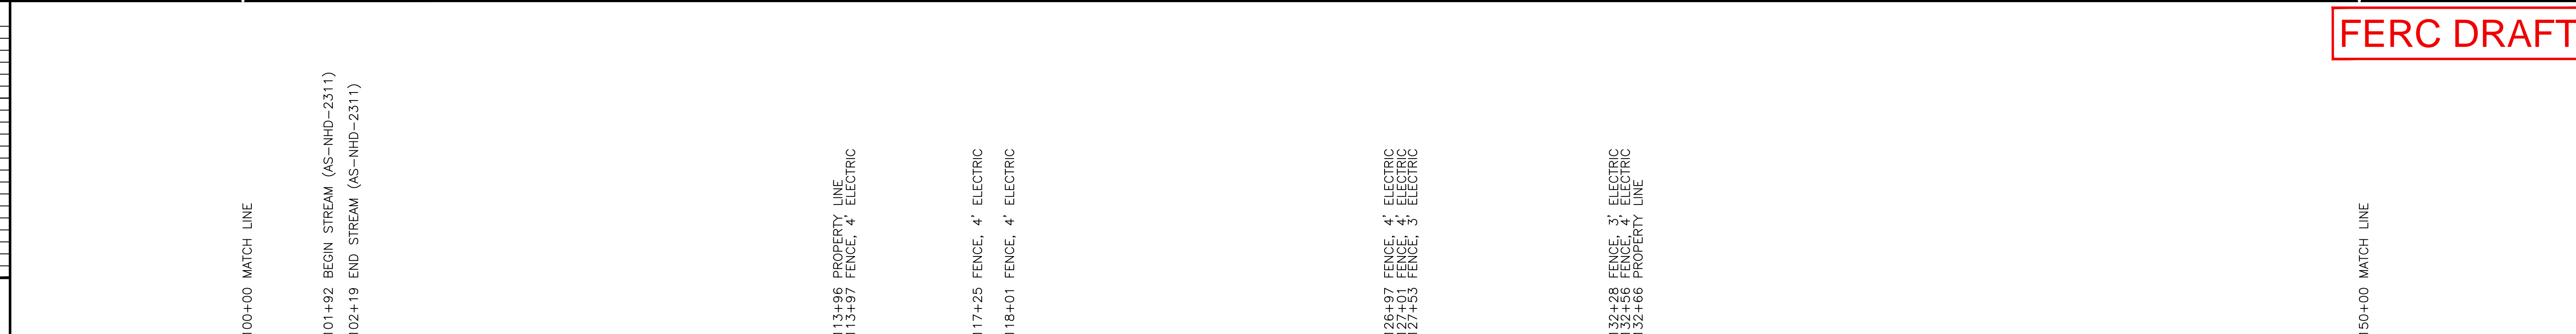 FERC DRAFT
100+00 MATCH LINE
101+92 BEGIN STREAM (AS-NHD-2311)
102+19 END STREAM (AS-NHD-2311)
113+96 PROPERTY LINE
113+97 FENCE, 4' ELECTRIC
117+25 FENCE, 4' ELECTRIC
118+01 FENCE, 4' ELECTRIC
126+97 FENCE, 4' ELECTRIC
127+01 FENCE, 4' ELECTRIC
127+53 FENCE, 3' ELECTRIC
132+28 FENCE, 3' ELECTRIC
132+56 FENCE, 4' ELECTRIC
132+66 PROPERTY LINE
150+00 MATCH LINE